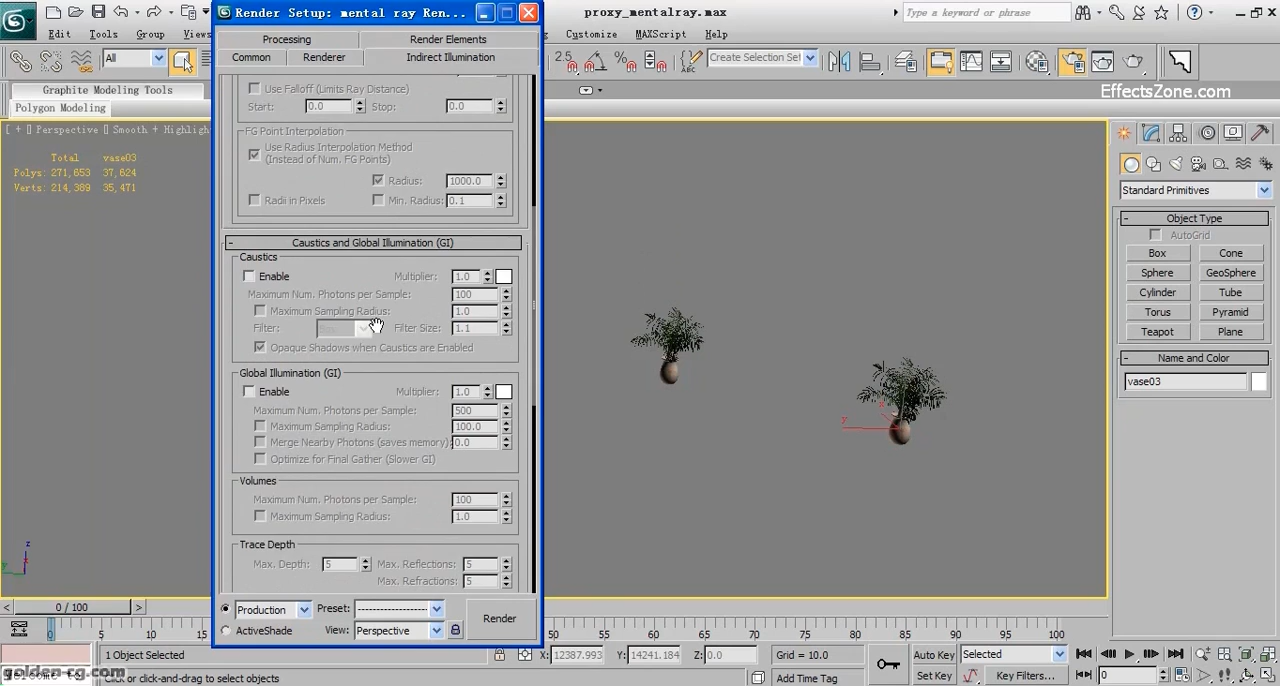 Render Setup: mental ray Ren...
proxy_mentalray.max
Type a keyword or phrase
Edit Tools Group Views
Customize MAXScript Help
Processing Render Elements
Common Renderer Indirect Illumination
All
2.5
Create Selection Set
Graphite Modeling Tools
Polygon Modeling
EffectsZone.com
[ + ] Perspective [ Smooth + Highlight
Total vase03
Polys: 271,653 37,624
Verts: 214,389 35,471
Use Falloff (Limits Ray Distance)
Start: 0.0 Stop: 0.0
FG Point Interpolation
Use Radius Interpolation Method
(Instead of Num. FG Points)
Radius: 1000.0
Radii in Pixels Min. Radius: 0.1
- Caustics and Global Illumination (GI)
Caustics
Enable Multiplier: 1.0
Maximum Num. Photons per Sample: 100
Maximum Sampling Radius: 1.0
Filter: Filter Size: 1.1
Opaque Shadows when Caustics are Enabled
Global Illumination (GI)
Enable Multiplier: 1.0
Maximum Num. Photons per Sample: 500
Maximum Sampling Radius: 100.0
Merge Nearby Photons (saves memory) 0.0
Optimize for Final Gather (Slower GI)
Volumes
Maximum Num. Photons per Sample: 100
Maximum Sampling Radius: 1.0
Trace Depth
Max. Depth: 5 Max. Reflections: 5
Max. Refractions: 5
Production Preset: --------------------
ActiveShade View: Perspective
Render
Standard Primitives
- Object Type
AutoGrid
Box Cone
Sphere GeoSphere
Cylinder Tube
Torus Pyramid
Teapot Plane
- Name and Color
vase03
z
y
x
y
< 0 / 100 >
0 5 10 15 50 55 60 65 70 75 80 85 90 95 100
1 Object Selected X: 12387.993 Y: 14241.184 Z: 0.0 Grid = 10.0 Auto Key Selected
golden-cg.com
Click or click-and-drag to select objects Add Time Tag Set Key Key Filters... 0